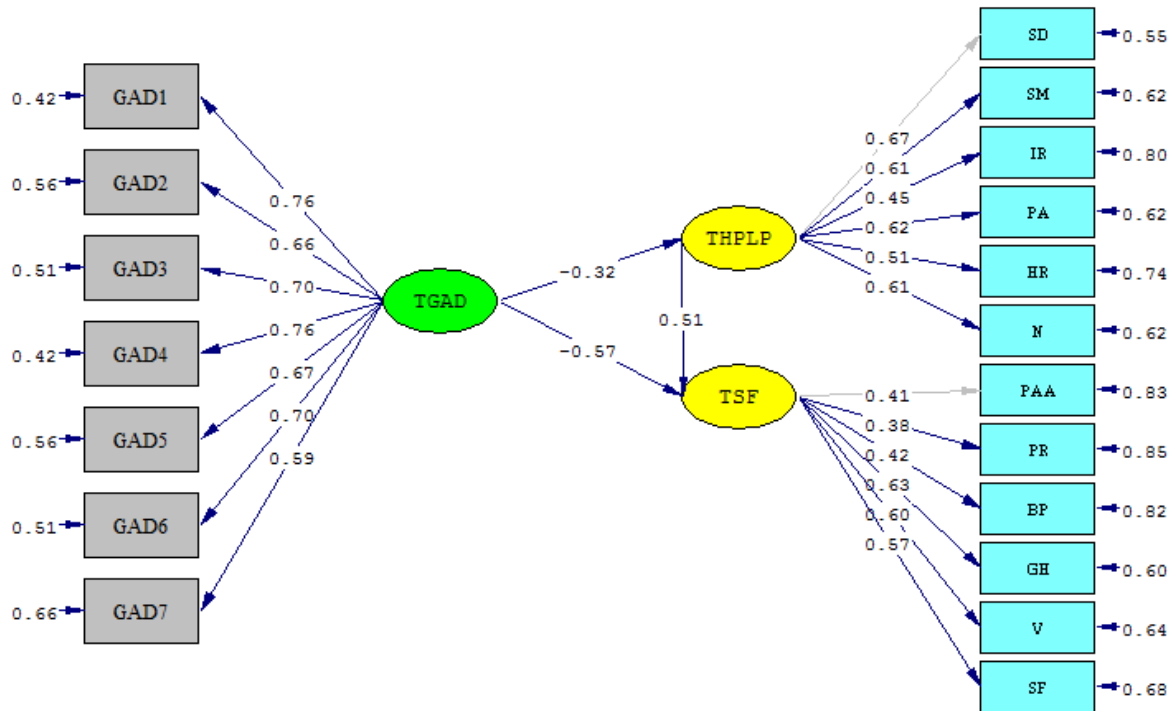 0.42
GAD1
0.56
GAD2
0.51
GAD3
0.42
GAD4
0.56
GAD5
0.51
GAD6
0.66
GAD7
0.76
0.66
0.70
0.76
0.67
0.70
0.59
TGAD
-0.32
-0.57
THPLP
0.51
TSF
0.67
0.61
0.45
0.62
0.51
0.61
0.41
0.38
0.42
0.63
0.60
0.57
SD
0.55
SM
0.62
IR
0.80
PA
0.62
HR
0.74
N
0.62
PAA
0.83
PR
0.85
BP
0.82
GH
0.60
V
0.64
SF
0.68